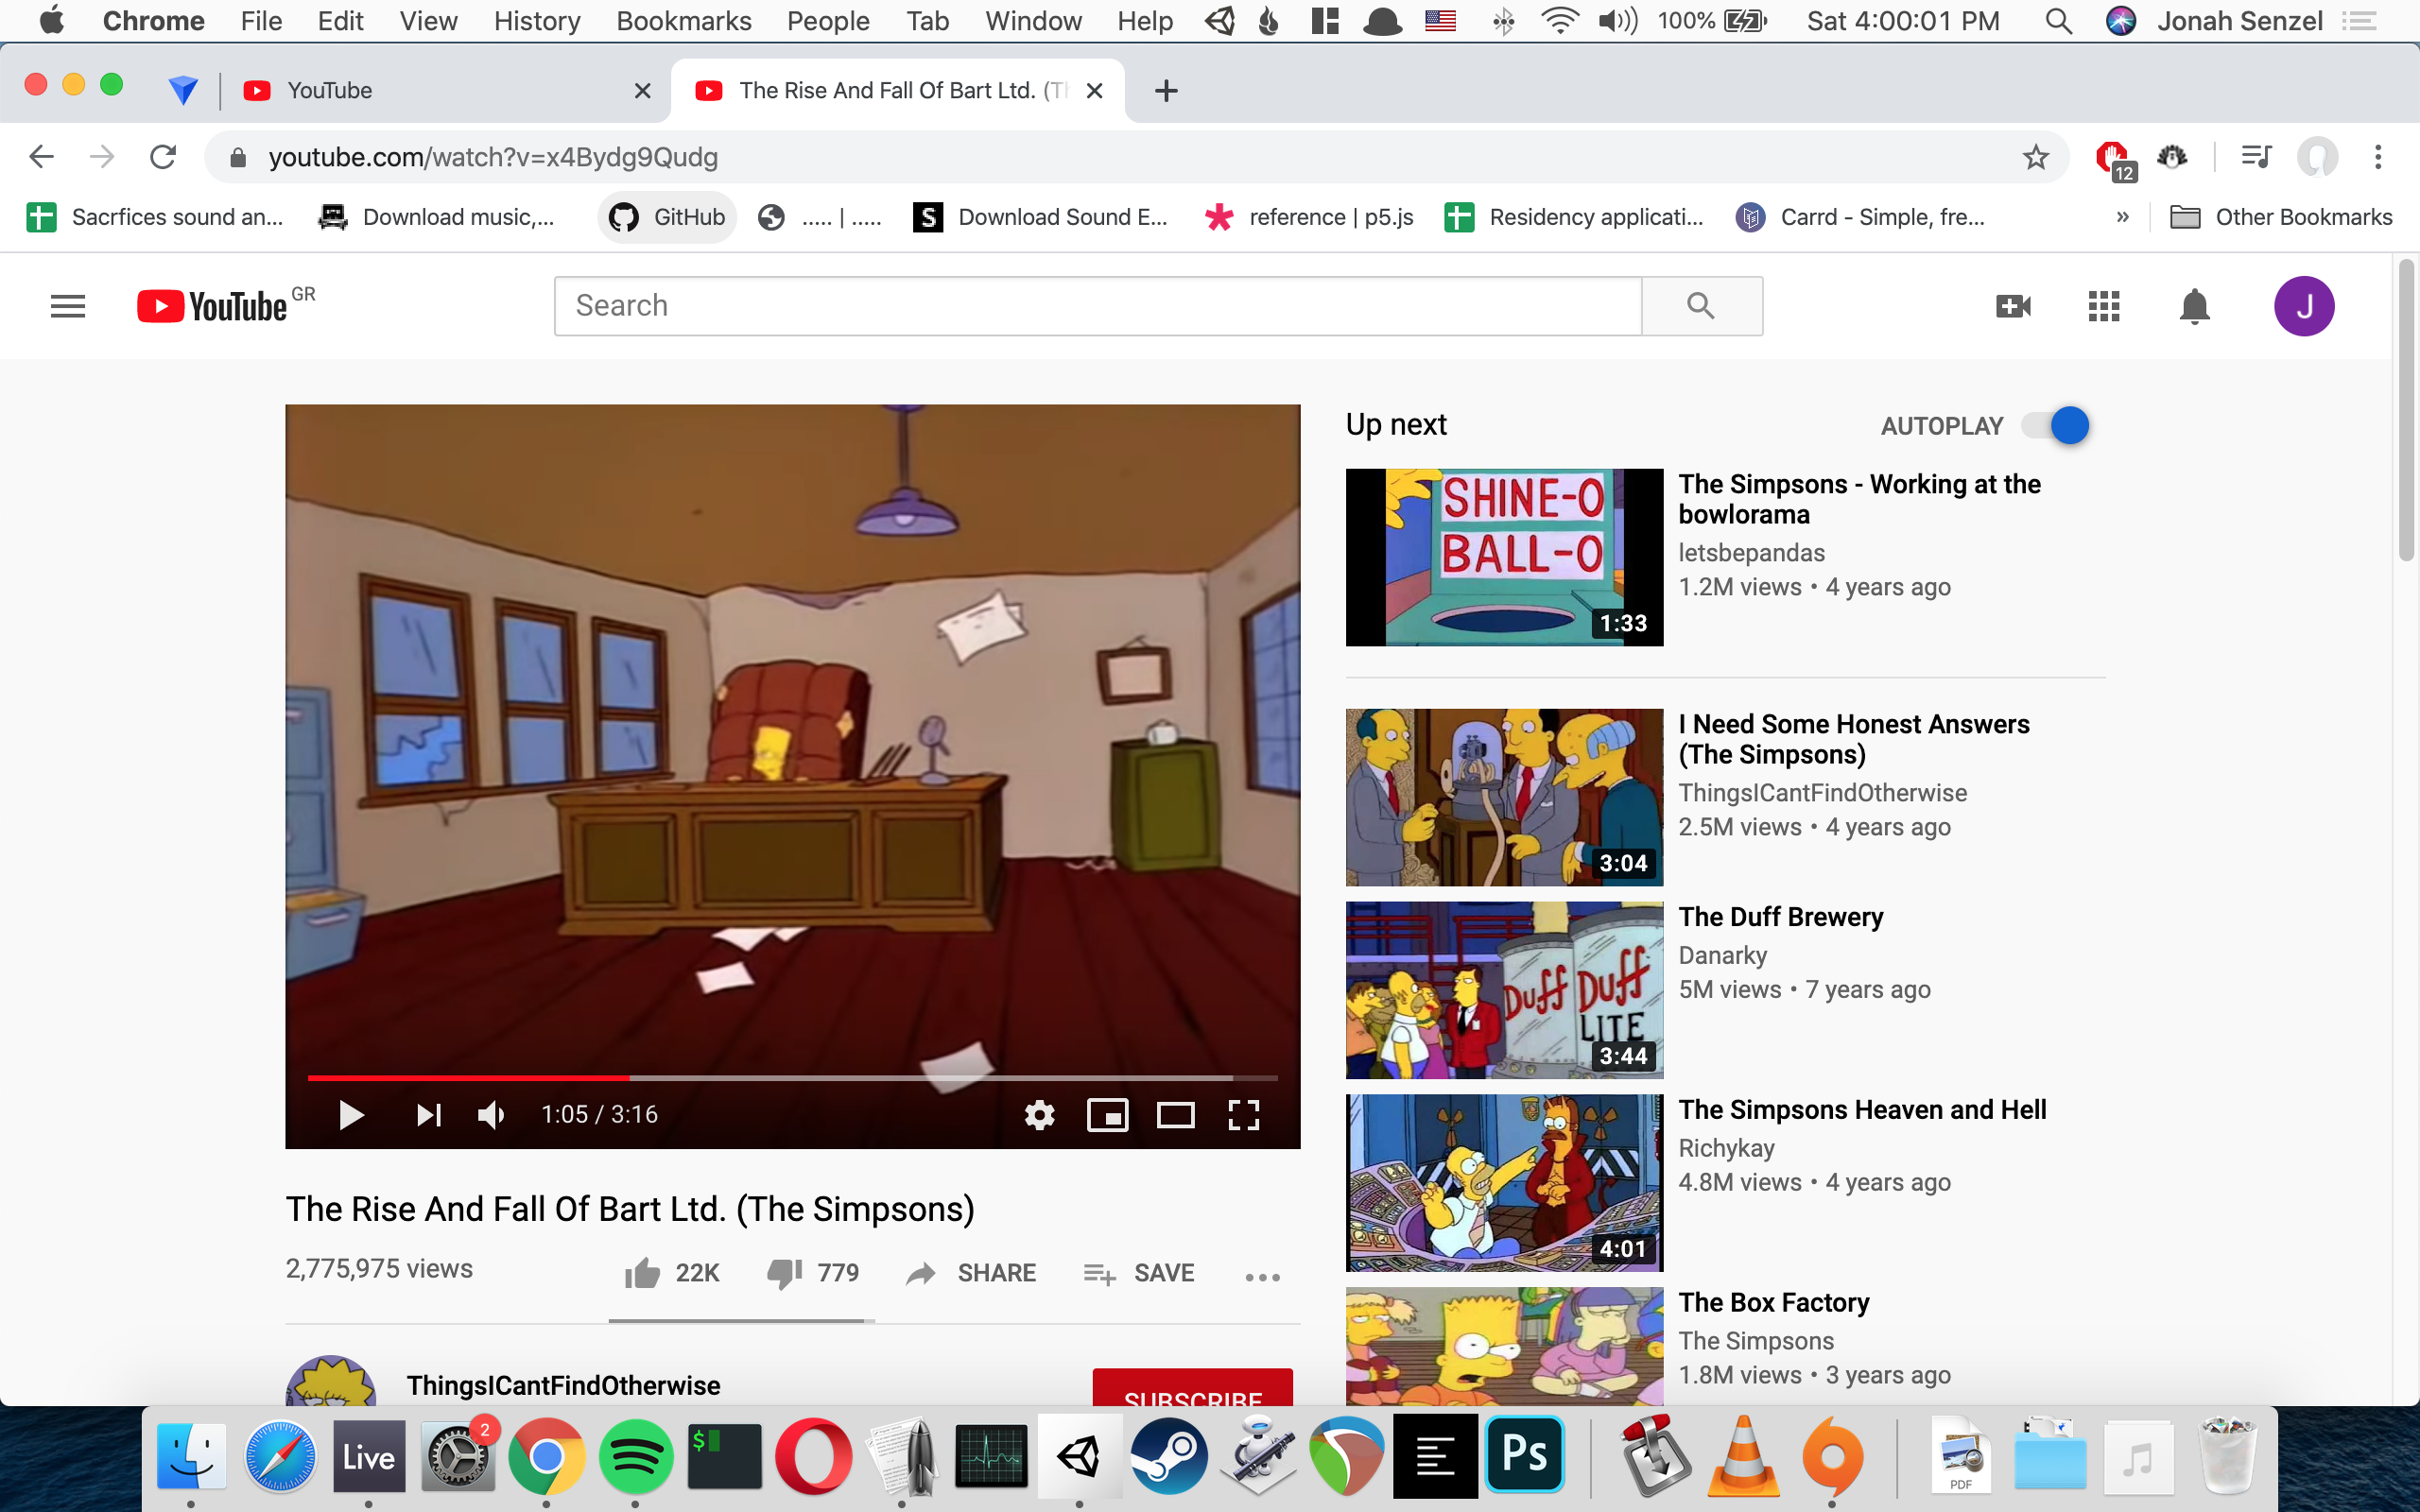 Chrome File Edit View History Bookmarks People Tab Window Help 100% Sat 4:00:01 PM Jonah Senzel
YouTube
The Rise And Fall Of Bart Ltd. (Th
youtube.com/watch?v=x4Bydg9Qudg
12
Sacrfices sound an... Download music,... GitHub ..... | ..... Download Sound E... reference | p5.js Residency applicati... Carrd - Simple, fre... » Other Bookmarks
YouTube GR
Search
J
Up next
AUTOPLAY
SHINE-O
BALL-O
1:33
The Simpsons - Working at the
bowlorama
letsbepandas
1.2M views • 4 years ago
3:04
I Need Some Honest Answers
(The Simpsons)
ThingsICantFindOtherwise
2.5M views • 4 years ago
Duff Duff
LITE
3:44
The Duff Brewery
Danarky
5M views • 7 years ago
4:01
The Simpsons Heaven and Hell
Richykay
4.8M views • 4 years ago
The Box Factory
The Simpsons
1.8M views • 3 years ago
1:05 / 3:16
The Rise And Fall Of Bart Ltd. (The Simpsons)
2,775,975 views
22K 779 SHARE SAVE
ThingsICantFindOtherwise
SUBSCRIBE
Live
2
$
Ps
PDF